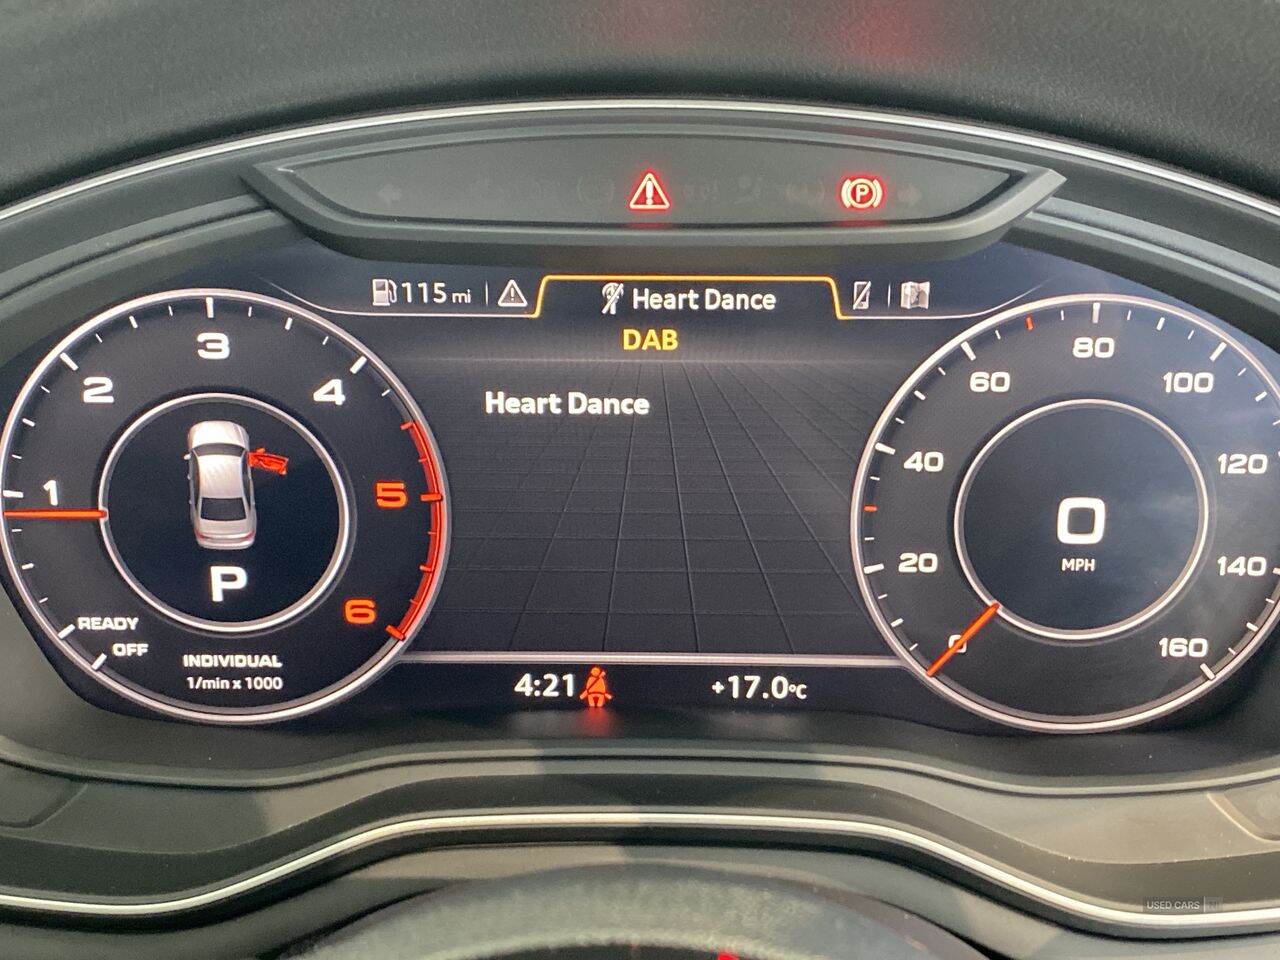 P
115 mi
Heart Dance
DAB
Heart Dance
1
2
3
4
5
6
P
READY
OFF
INDIVIDUAL
1/min x 1000
4:21
+17.0°C
0
20
40
60
80
100
120
140
160
0
MPH
USED CARS